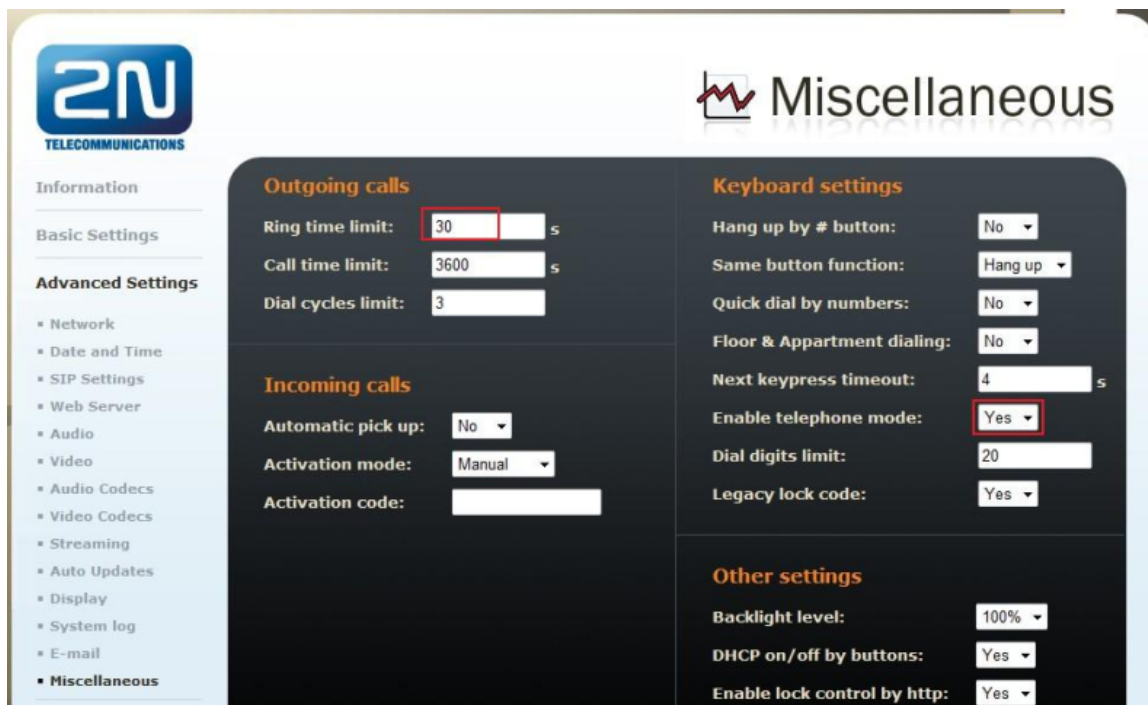 2N
TELECOMMUNICATIONS
Miscellaneous
Information
Basic Settings
Advanced Settings
Network
Date and Time
SIP Settings
Web Server
Audio
Video
Audio Codecs
Video Codecs
Streaming
Auto Updates
Display
System log
E-mail
Miscellaneous
Outgoing calls
Ring time limit: 30 s
Call time limit: 3600 s
Dial cycles limit: 3
Incoming calls
Automatic pick up: No
Activation mode: Manual
Activation code:
Keyboard settings
Hang up by # button: No
Same button function: Hang up
Quick dial by numbers: No
Floor & Appartment dialing: No
Next keypress timeout: 4 s
Enable telephone mode: Yes
Dial digits limit: 20
Legacy lock code: Yes
Other settings
Backlight level: 100%
DHCP on/off by buttons: Yes
Enable lock control by http: Yes